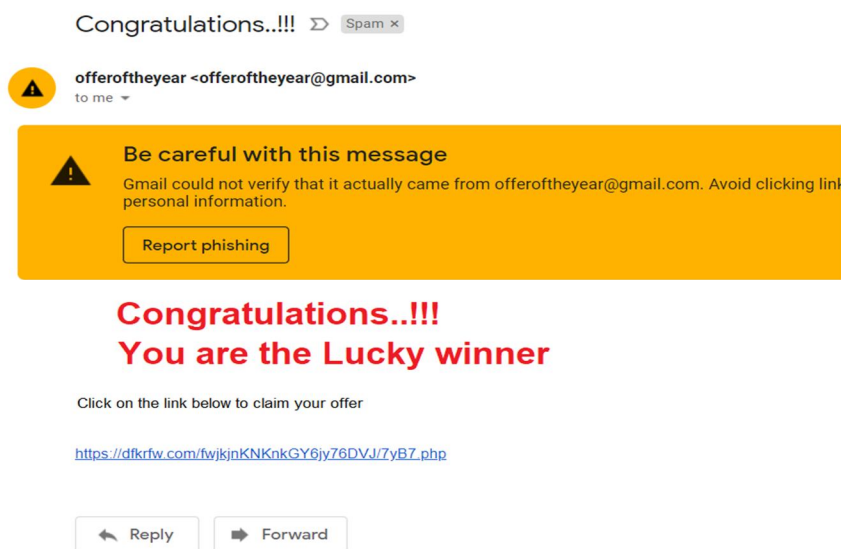 Congratulations..!!! Spam ×
offeroftheyear <offeroftheyear@gmail.com>
to me
Be careful with this message
Gmail could not verify that it actually came from offeroftheyear@gmail.com. Avoid clicking
personal information.
Report phishing
Congratulations..!!!
You are the Lucky winner
Click on the link below to claim your offer
https://dfkrfw.com/fwjkjnKNKnkGY6jy76DVJ/7yB7.php
Reply Forward